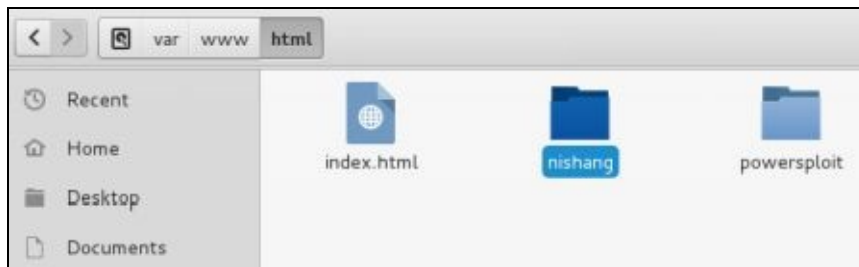 var www html
Recent
Home
Desktop
Documents
index.html nishang powersploit